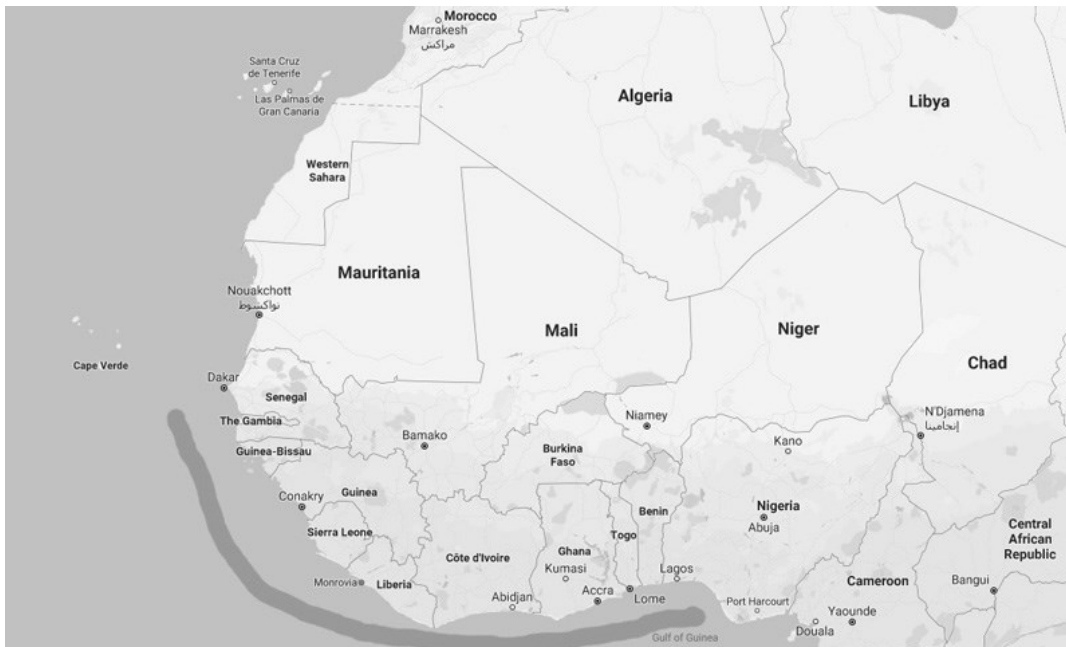 Morocco
Marrakesh
مراكش
Santa Cruz
de Tenerife
Las Palmas de
Gran Canaria
Algeria
Libya
Western
Sahara
Mauritania
Nouakchott
نواكشوط
Mali
Niger
Chad
Cape Verde
Dakar
Senegal
The Gambia
Niamey
N'Djamena
إنجامينا
Bamako
Kano
Guinea-Bissau
Burkina
Faso
Guinea
Conakry
Benin
Nigeria
Abuja
Sierra Leone
Togo
Central
African
Republic
Côte d'Ivoire
Ghana
Kumasi
Lagos
Monrovia
Liberia
Cameroon
Bangui
Abidjan
Accra
Lome
Port Harcourt
Yaounde
Douala
Gulf of Guinea